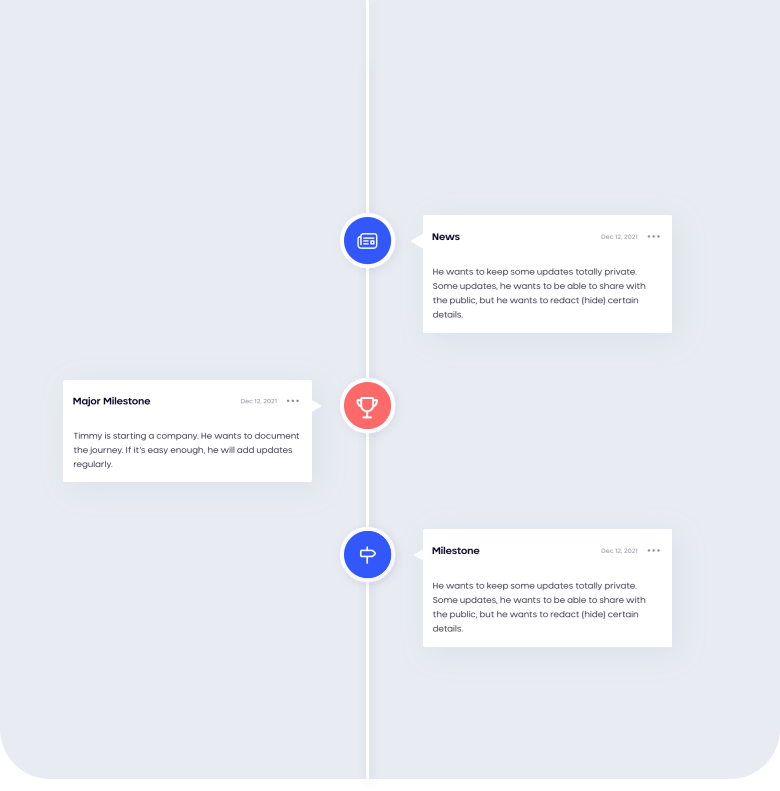 News
Dec 12, 2021
He wants to keep some updates totally private.
Some updates, he wants to be able to share with
the public, but he wants to redact (hide) certain
details.
Major Milestone
Dec 12, 2021
Timmy is starting a company. He wants to document
the journey. If it's easy enough, he will add updates
regularly.
Milestone
Dec 12, 2021
He wants to keep some updates totally private.
Some updates, he wants to be able to share with
the public, but he wants to redact (hide) certain
details.